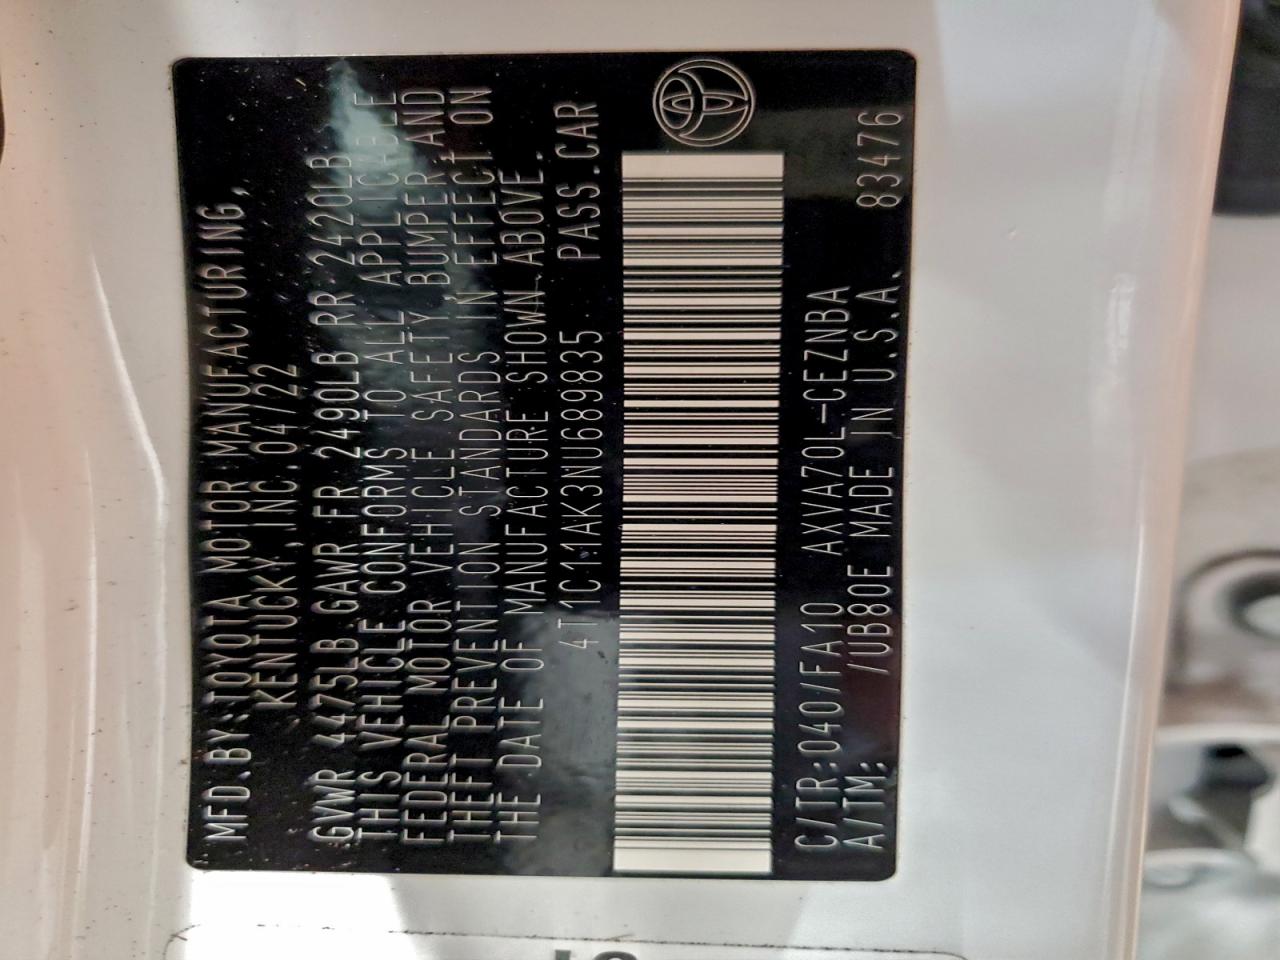 MFD.BY:TOYOTA MOTOR MANUFACTURING,
KENTUCKY,INC.04/22
GVWR 4475LB GAWR FR 2490LB RR 2420LB
THIS VEHICLE CONFORMS TO ALL APPLICABLE
FEDERAL MOTOR VEHICLE SAFETY BUMPER,AND
THEFT PREVENTION STANDARDS IN EFFECT ON
THE DATE OF MANUFACTURE SHOWN ABOVE.
4T1C11AK3NU689835 PASS.CAR
C/TR:040/FA10 AXVA70L-CEZNBA
A/TM: /UB80E MADE IN U.S.A. 83476